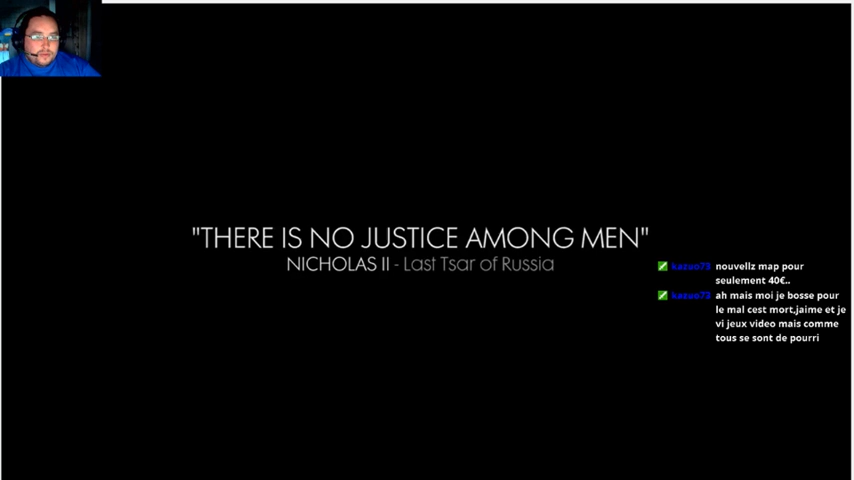 "THERE IS NO JUSTICE AMONG MEN"
NICHOLAS II - Last Tsar of Russia
kazuo73 nouvellz map pour
seulement 40€..
kazuo73 ah mais moi je bosse pour
le mal cest mort,jaime et je
vi jeux video mais comme
tous se sont de pourri